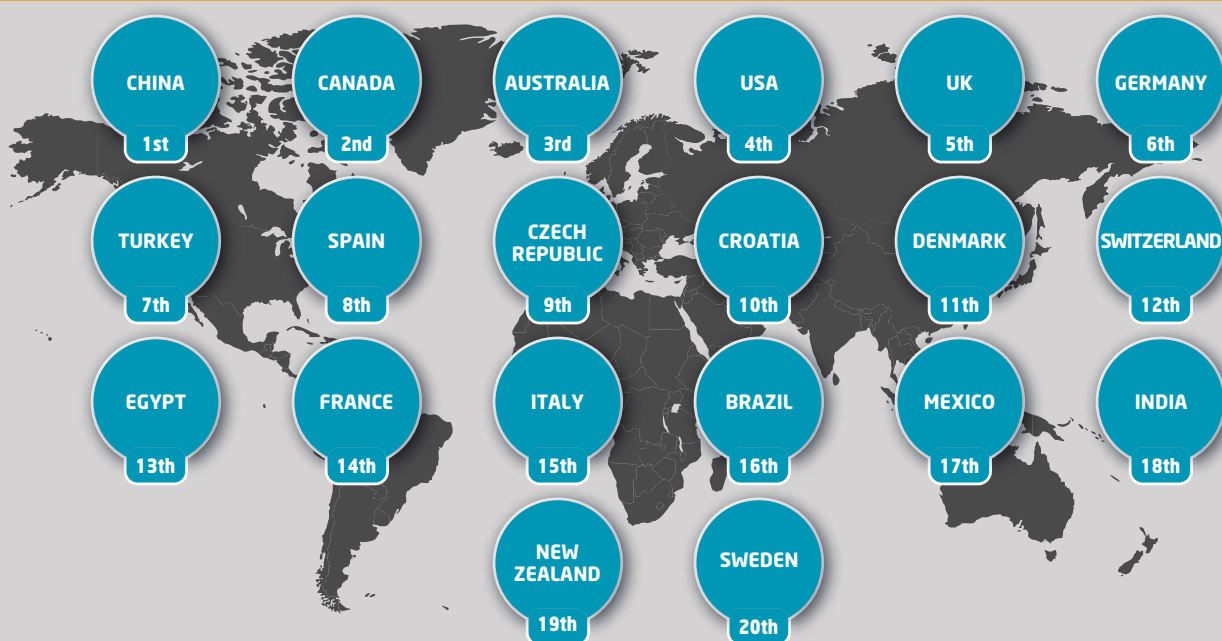 CHINA
1st
CANADA
2nd
AUSTRALIA
3rd
USA
4th
UK
5th
GERMANY
6th
TURKEY
7th
SPAIN
8th
CZECH
REPUBLIC
9th
CROATIA
10th
DENMARK
11th
SWITZERLAND
12th
EGYPT
13th
FRANCE
14th
ITALY
15th
BRAZIL
16th
MEXICO
17th
INDIA
18th
NEW
ZEALAND
19th
SWEDEN
20th